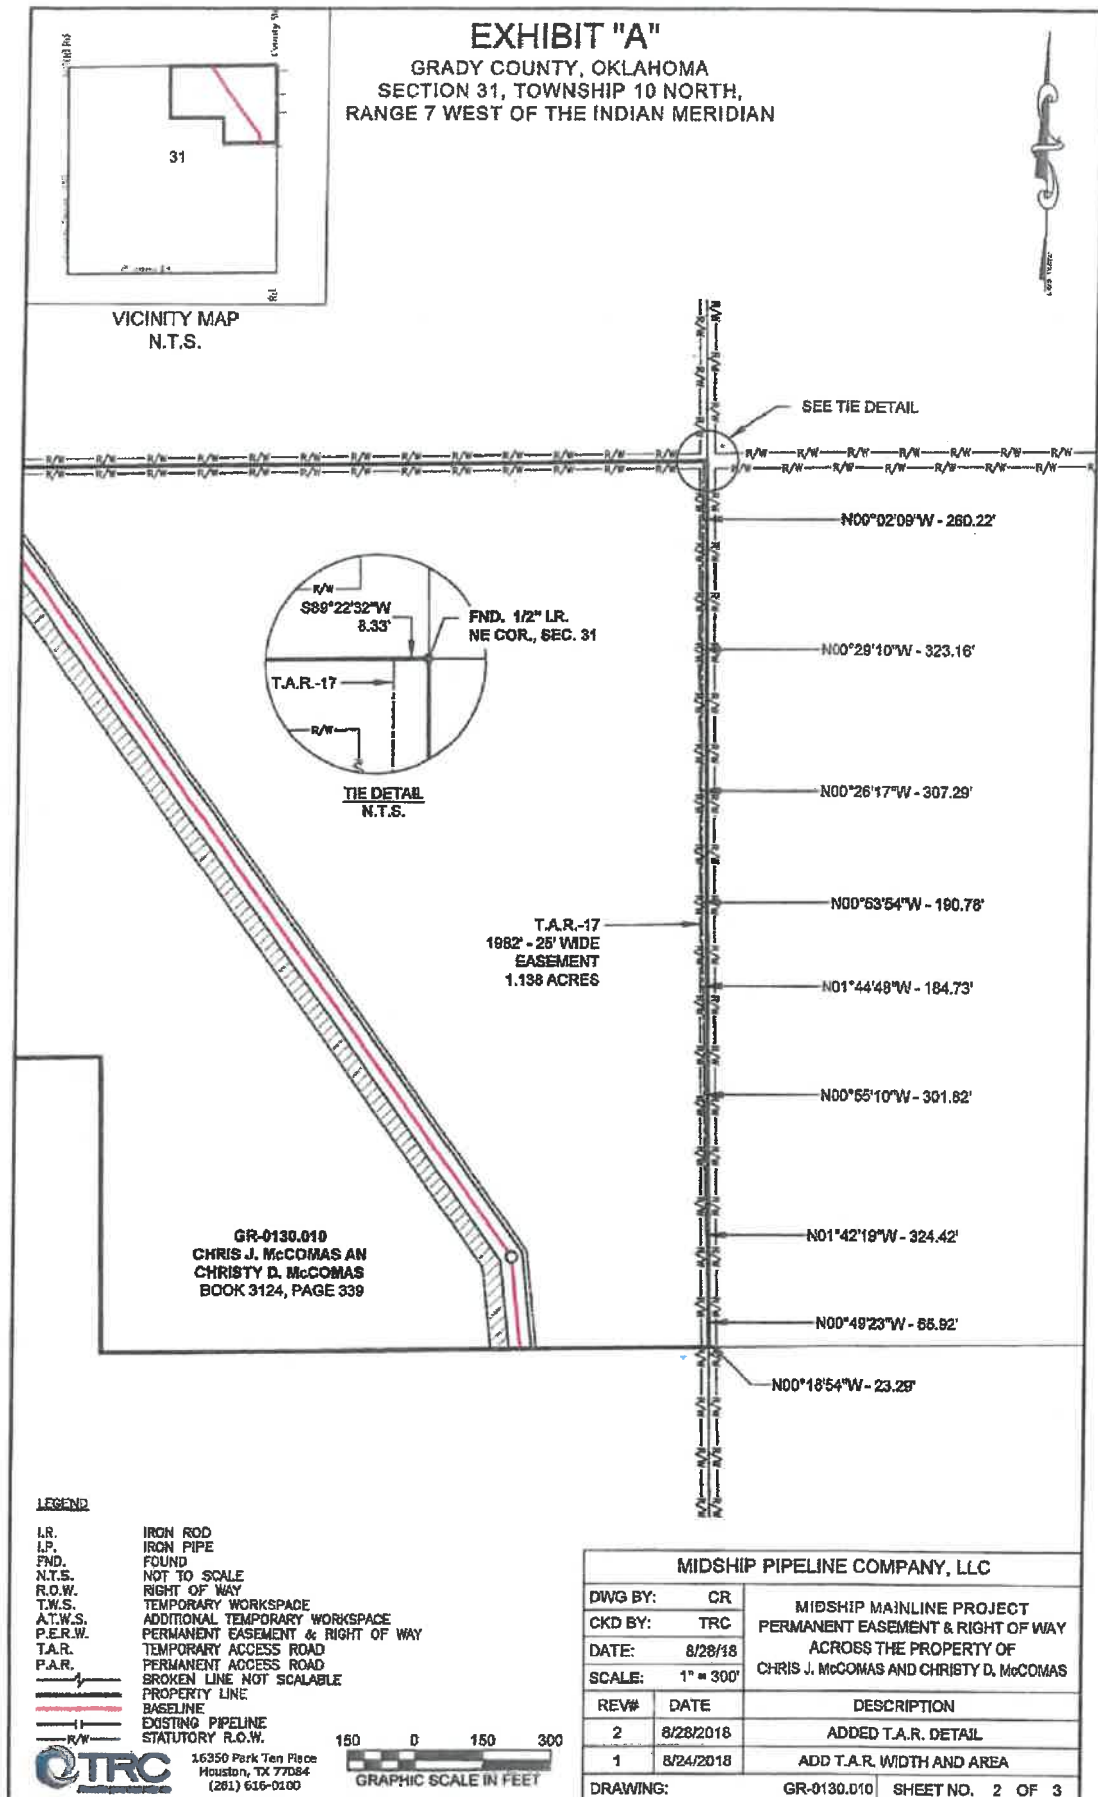 EXHIBIT "A"
GRADY COUNTY, OKLAHOMA
SECTION 31, TOWNSHIP 10 NORTH,
RANGE 7 WEST OF THE INDIAN MERIDIAN
31
VICINITY MAP
N.T.S.
SEE TIE DETAIL
N00°02'09"W - 260.22'
N00°29'10"W - 323.16'
N00°26'17"W - 307.29'
N00°53'54"W - 190.78'
N01°44'48"W - 184.73'
N00°55'10"W - 301.82'
N01°42'19"W - 324.42'
N00°49'23"W - 65.92'
N00°18'54"W - 23.29'
R/W
S89°22'32"W
8.33'
FND. 1/2" I.R.
NE COR., SEC. 31
T.A.R.-17
R/W
TIE DETAIL
N.T.S.
T.A.R.-17
1982' - 25' WIDE
EASEMENT
1.138 ACRES
GR-0130.010
CHRIS J. McCOMAS AN
CHRISTY D. McCOMAS
BOOK 3124, PAGE 339
LEGEND
I.R. IRON ROD
I.P. IRON PIPE
FND. FOUND
N.T.S. NOT TO SCALE
R.O.W. RIGHT OF WAY
T.W.S. TEMPORARY WORKSPACE
A.T.W.S. ADDITIONAL TEMPORARY WORKSPACE
P.E.R.W. PERMANENT EASEMENT & RIGHT OF WAY
T.A.R. TEMPORARY ACCESS ROAD
P.A.R. PERMANENT ACCESS ROAD
BROKEN LINE NOT SCALABLE
PROPERTY LINE
BASELINE
EXISTING PIPELINE
R/W STATUTORY R.O.W.
TRC
16350 Park Ten Place
Houston, TX 77084
(281) 616-0100
150 0 150 300
GRAPHIC SCALE IN FEET
MIDSHIP PIPELINE COMPANY, LLC
DWG BY: CR
CKD BY: TRC
DATE: 8/28/18
SCALE: 1" = 300'
MIDSHIP MAINLINE PROJECT
PERMANENT EASEMENT & RIGHT OF WAY
ACROSS THE PROPERTY OF
CHRIS J. McCOMAS AND CHRISTY D. McCOMAS
REV# DATE DESCRIPTION
2 8/28/2018 ADDED T.A.R. DETAIL
1 8/24/2018 ADD T.A.R. WIDTH AND AREA
DRAWING: GR-0130.010 SHEET NO. 2 OF 3